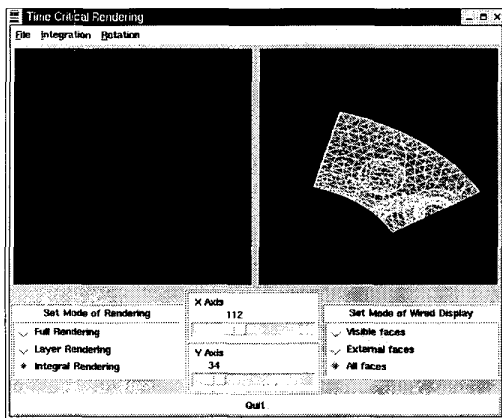 Time Critical Rendering
File Integration Rotation
Set Mode of Rendering
Full Rendering
Layer Rendering
Integral Rendering
X Axis
112
Y Axis
34
Set Mode of Wired Display
Visible faces
External faces
All faces
Quit